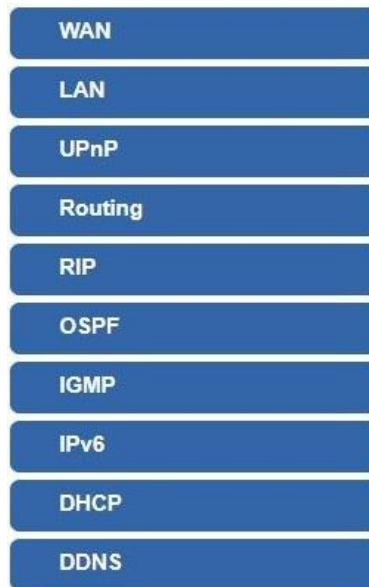 WAN
LAN
UPnP
Routing
RIP
OSPF
IGMP
IPv6
DHCP
DDNS